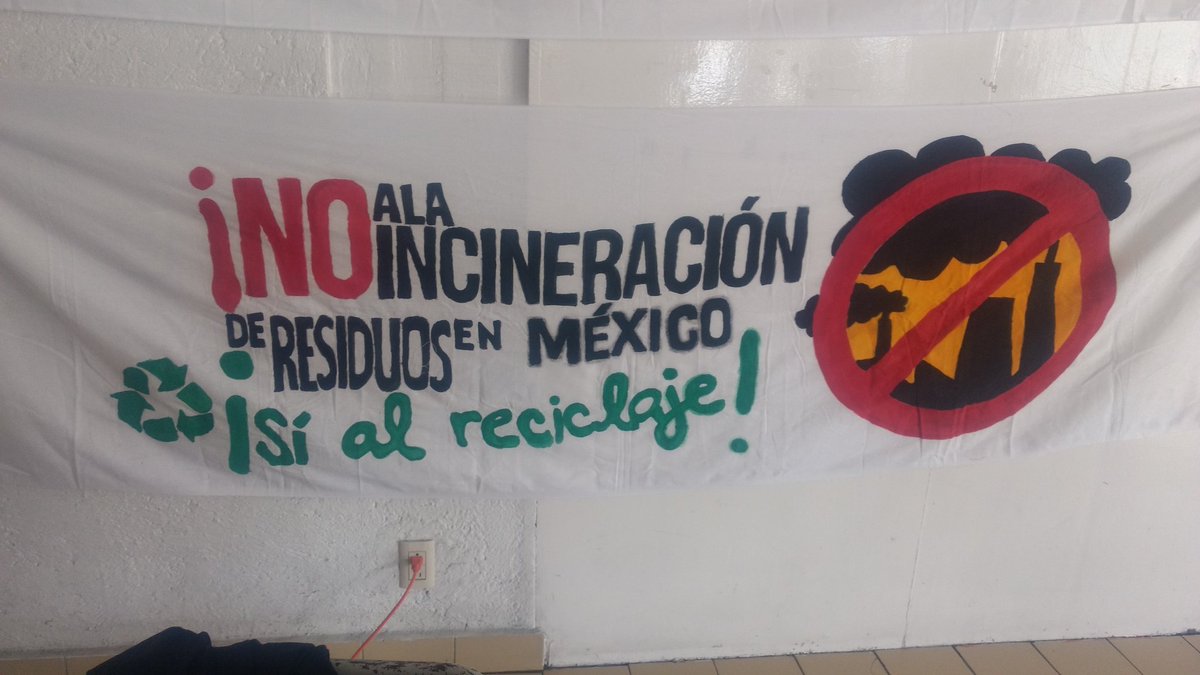 ¡NO A LA
INCINERACIÓN
DE RESIDUOS EN MÉXICO
¡Sí al reciclaje!